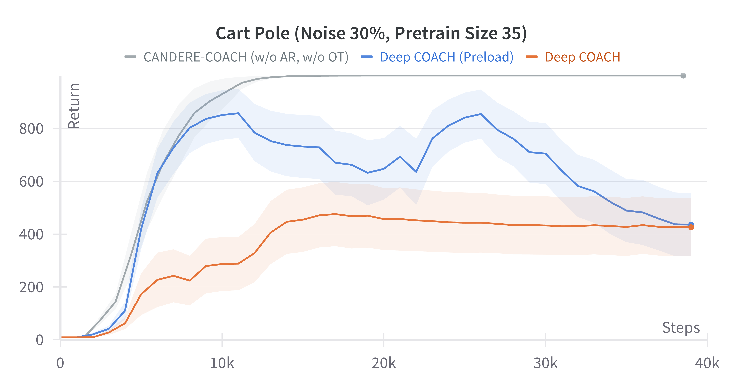 Cart Pole (Noise 30%, Pretrain Size 35)
CANDERE-COACH (w/o AR, w/o OT) Deep COACH (Preload) Deep COACH
Return
800
600
400
200
0
Steps
0 10k 20k 30k 40k